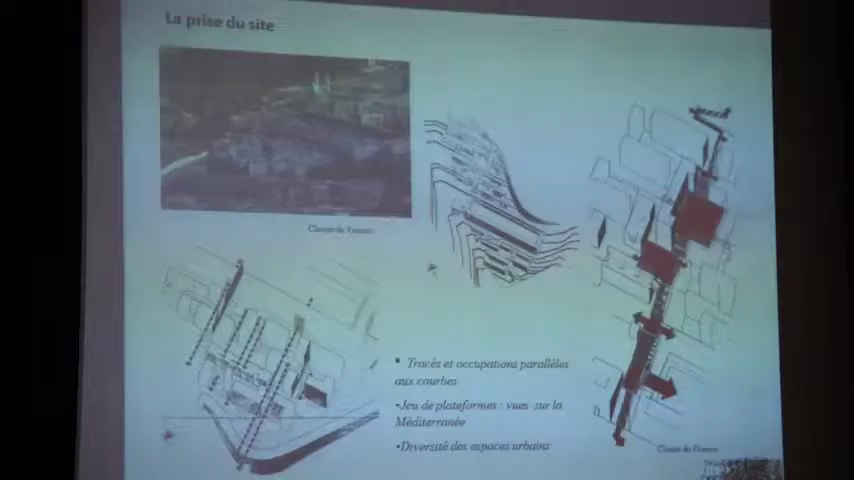 La prise du site
• Tracés et occupations parallèles
aux courbes
•Jeu de plateformes : vues sur la
Méditerranée
•Diversité des espaces urbains